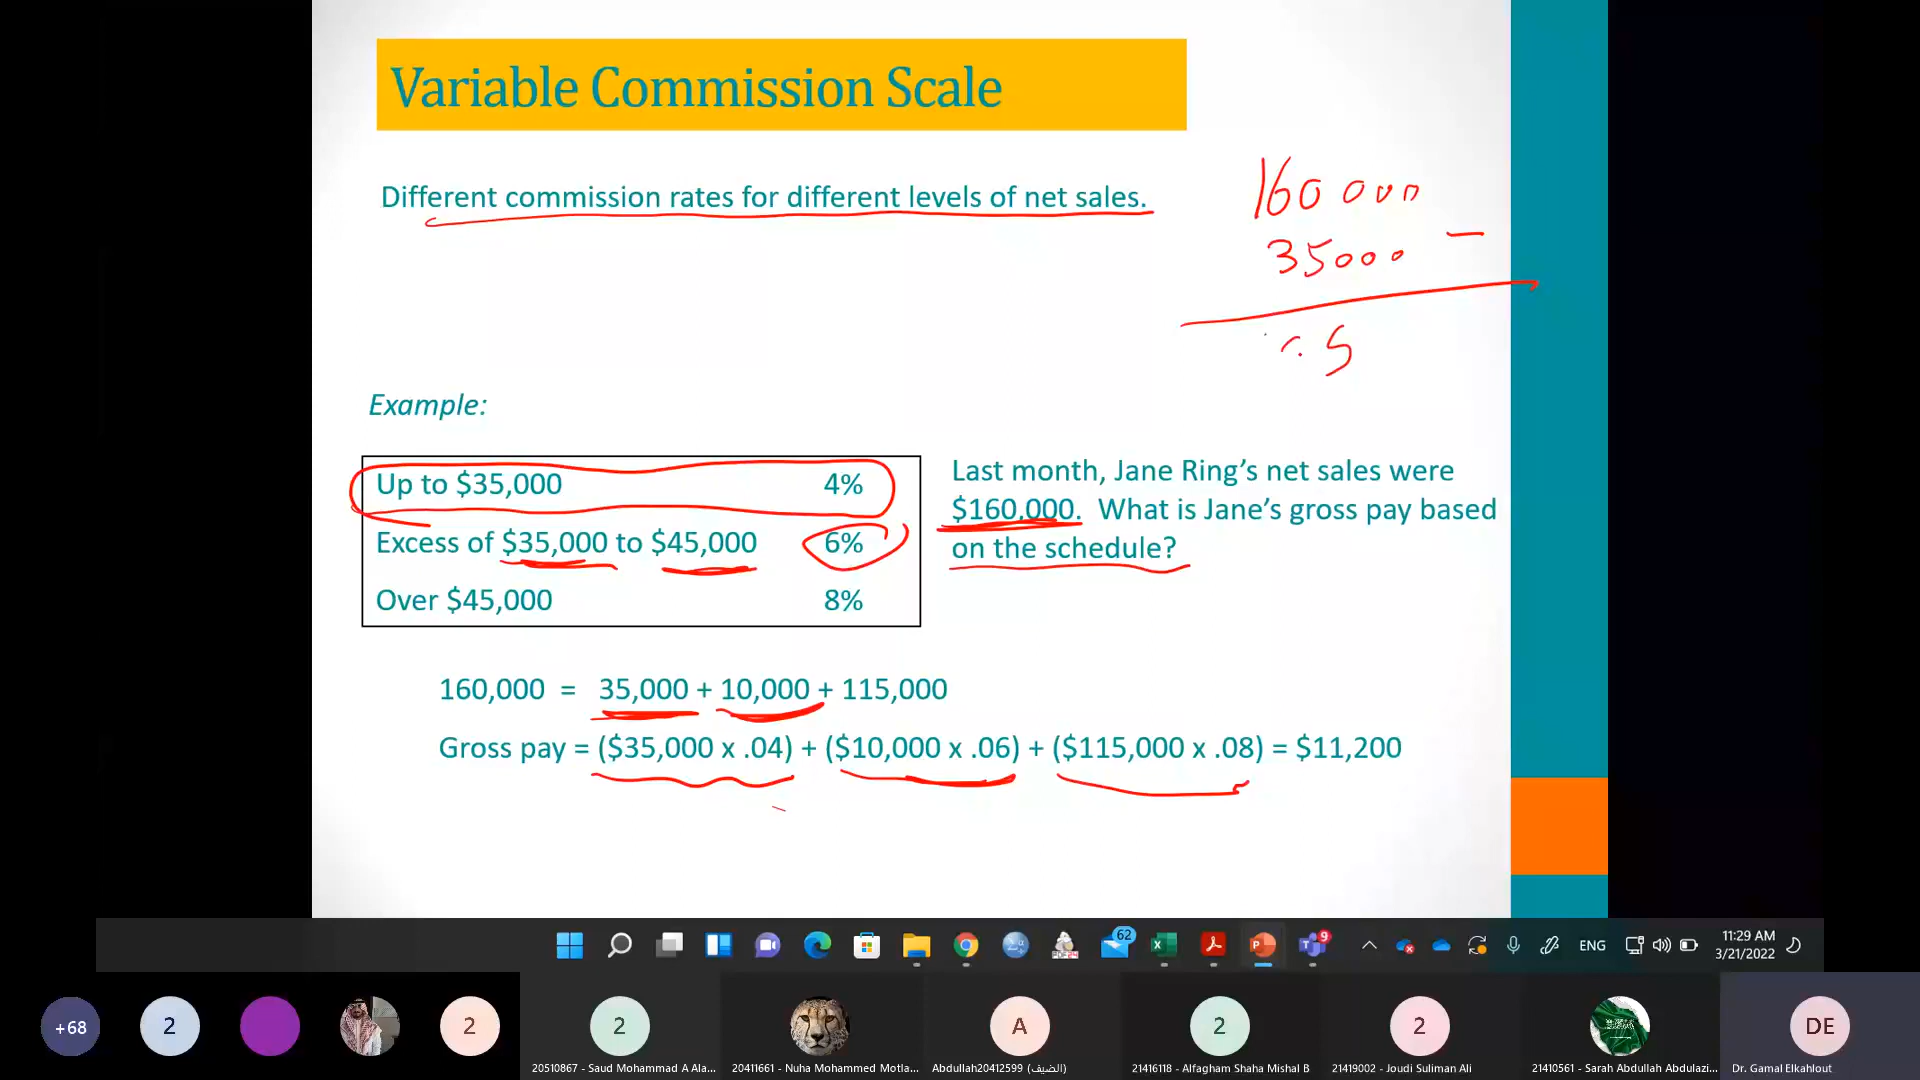 Variable Commission Scale
Different commission rates for different levels of net sales.
160 000
35000 —
5
Example:
Up to $35,000 4%
Excess of $35,000 to $45,000 6%
Over $45,000 8%
Last month, Jane Ring’s net sales were
$160,000. What is Jane’s gross pay based
on the schedule?
160,000 = 35,000 + 10,000 + 115,000
Gross pay = ($35,000 x .04) + ($10,000 x .06) + ($115,000 x .08) = $11,200
62
9
ENG
11:29 AM
3/21/2022
+68
2
2
2
A
2
2
DE
20510867 - Saud Mohammad A Ala...
20411661 - Nuha Mohammed Motla...
Abdullah20412599 (الضيف)
21416118 - Alfagham Shaha Mishal B
21419002 - Joudi Suliman Ali
21410561 - Sarah Abdullah Abdulazi...
Dr. Gamal Elkahlout